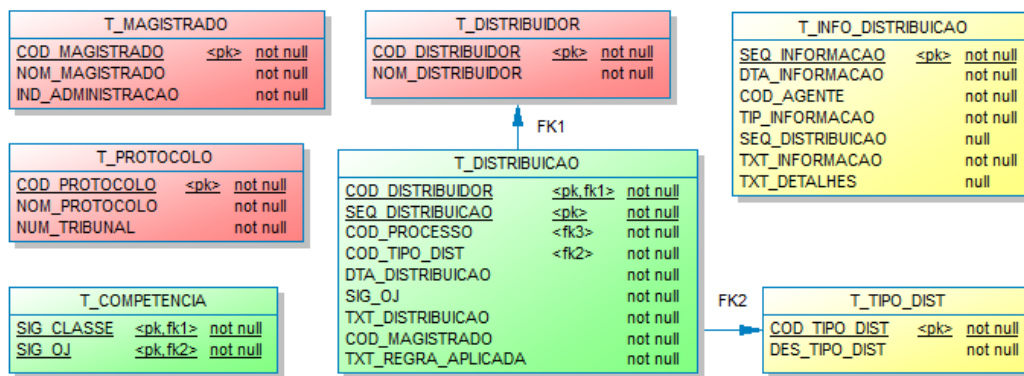 T_MAGISTRADO
COD_MAGISTRADO <pk> not null
NOM_MAGISTRADO not null
IND_ADMINISTRACAO not null
T_DISTRIBUIDOR
COD_DISTRIBUIDOR <pk> not null
NOM_DISTRIBUIDOR not null
T_INFO_DISTRIBUICAO
SEQ_INFORMACAO <pk> not null
DTA_INFORMACAO not null
COD_AGENTE not null
TIP_INFORMACAO not null
SEQ_DISTRIBUICAO null
TXT_INFORMACAO not null
TXT_DETALHES null
FK1
T_PROTOCOLO
COD_PROTOCOLO <pk> not null
NOM_PROTOCOLO not null
NUM_TRIBUNAL not null
T_DISTRIBUICAO
COD_DISTRIBUIDOR <pk,fk1> not null
SEQ_DISTRIBUICAO <pk> not null
COD_PROCESSO <fk3> not null
COD_TIPO_DIST <fk2> not null
DTA_DISTRIBUICAO not null
SIG_OJ not null
TXT_DISTRIBUICAO not null
COD_MAGISTRADO not null
TXT_REGRA_APLICADA not null
T_COMPETENCIA
SIG_CLASSE <pk,fk1> not null
SIG_OJ <pk,fk2> not null
FK2
T_TIPO_DIST
COD_TIPO_DIST <pk> not null
DES_TIPO_DIST not null